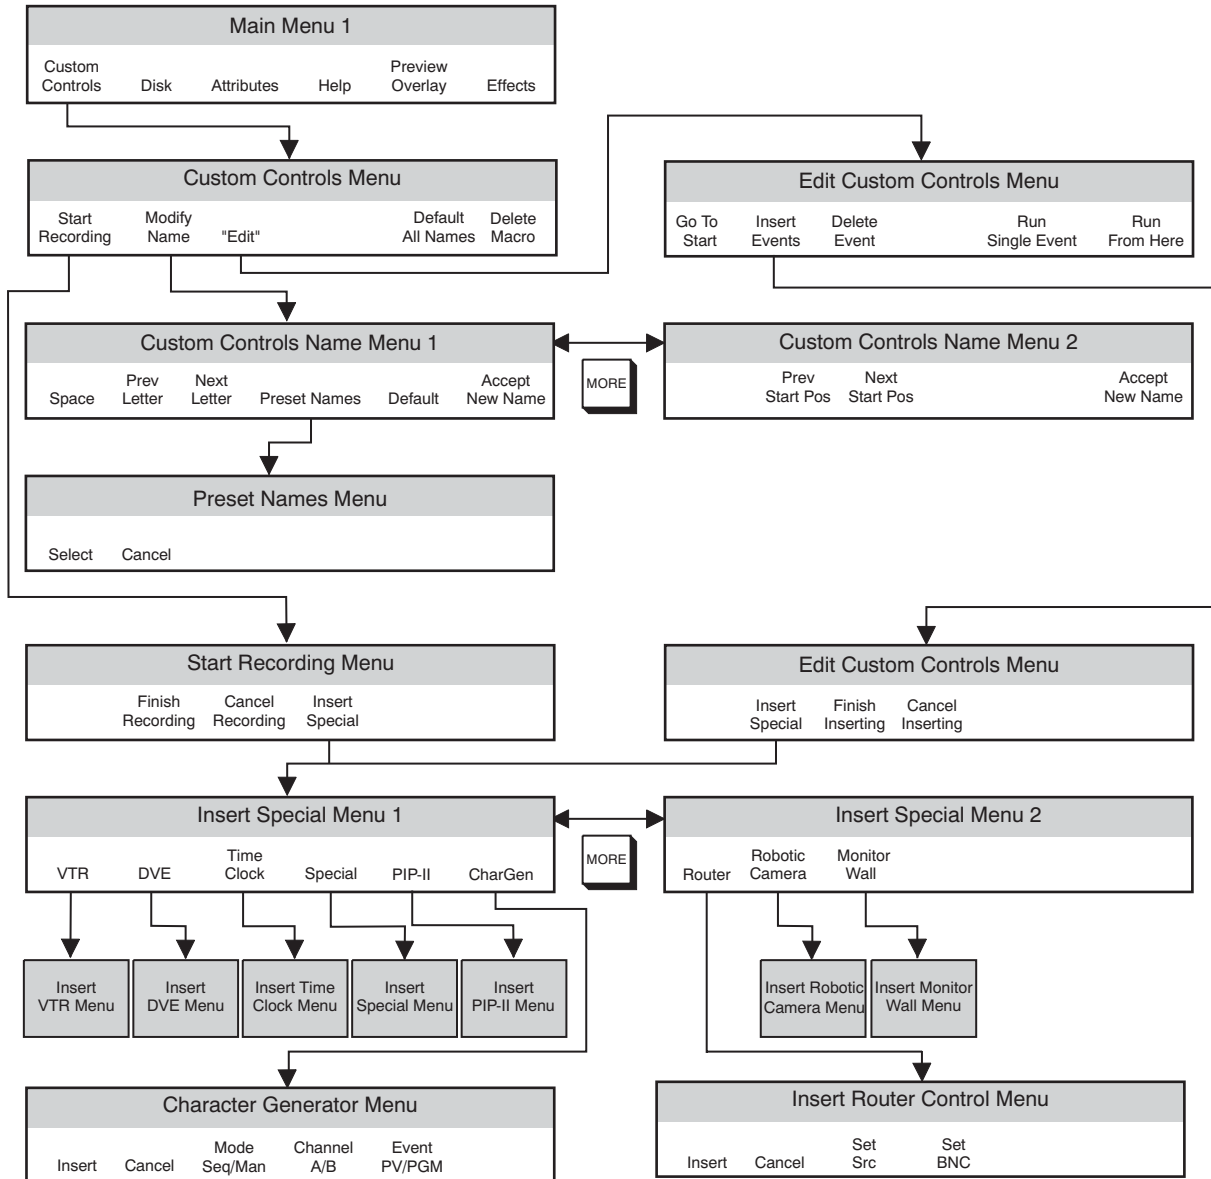 Main Menu 1
Custom
Controls
Disk
Attributes
Help
Preview
Overlay
Effects
Custom Controls Menu
Start
Recording
Modify
Name
"Edit"
Default
All Names
Delete
Macro
Edit Custom Controls Menu
Go To
Start
Insert
Events
Delete
Event
Run
Single Event
Run
From Here
Custom Controls Name Menu 1
Space
Prev
Letter
Next
Letter
Preset Names
Default
Accept
New Name
MORE
Custom Controls Name Menu 2
Prev
Start Pos
Next
Start Pos
Accept
New Name
Preset Names Menu
Select
Cancel
Start Recording Menu
Finish
Recording
Cancel
Recording
Insert
Special
Edit Custom Controls Menu
Insert
Special
Finish
Inserting
Cancel
Inserting
Insert Special Menu 1
VTR
DVE
Time
Clock
Special
PIP-II
CharGen
MORE
Insert Special Menu 2
Router
Robotic
Camera
Monitor
Wall
Insert
VTR Menu
Insert
DVE Menu
Insert Time
Clock Menu
Insert
Special Menu
Insert
PIP-II Menu
Insert Robotic
Camera Menu
Insert Monitor
Wall Menu
Character Generator Menu
Insert
Cancel
Mode
Seq/Man
Channel
A/B
Event
PV/PGM
Insert Router Control Menu
Insert
Cancel
Set
Src
Set
BNC